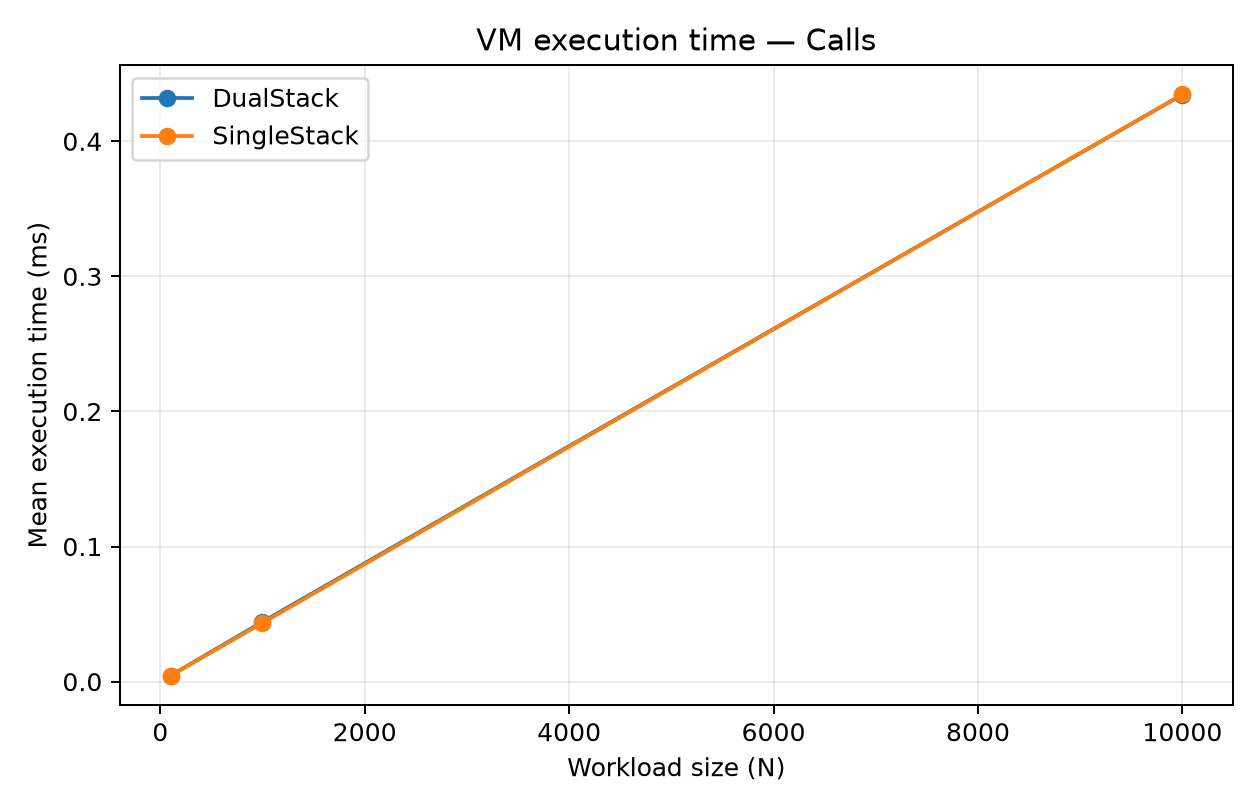 VM execution time — Calls
DualStack
SingleStack
Mean execution time (ms)
0.4
0.3
0.2
0.1
0.0
0 2000 4000 6000 8000 10000
Workload size (N)